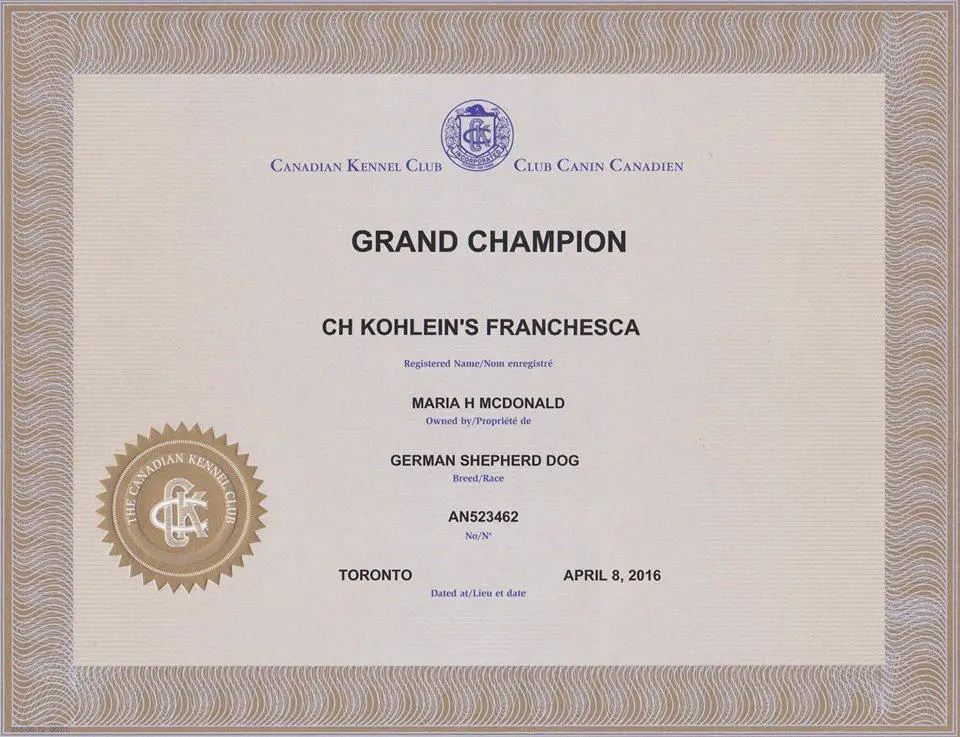 CANADIAN KENNEL CLUB CLUB CANIN CANADIEN
INCORPORATED
GRAND CHAMPION
CH KOHLEIN'S FRANCHESCA
Registered Name/Nom enregistré
MARIA H MCDONALD
Owned by/Propriété de
GERMAN SHEPHERD DOG
Breed/Race
AN523462
No/N°
TORONTO APRIL 8, 2016
Dated at/Lieu et date
THE CANADIAN KENNEL CLUB
CKC